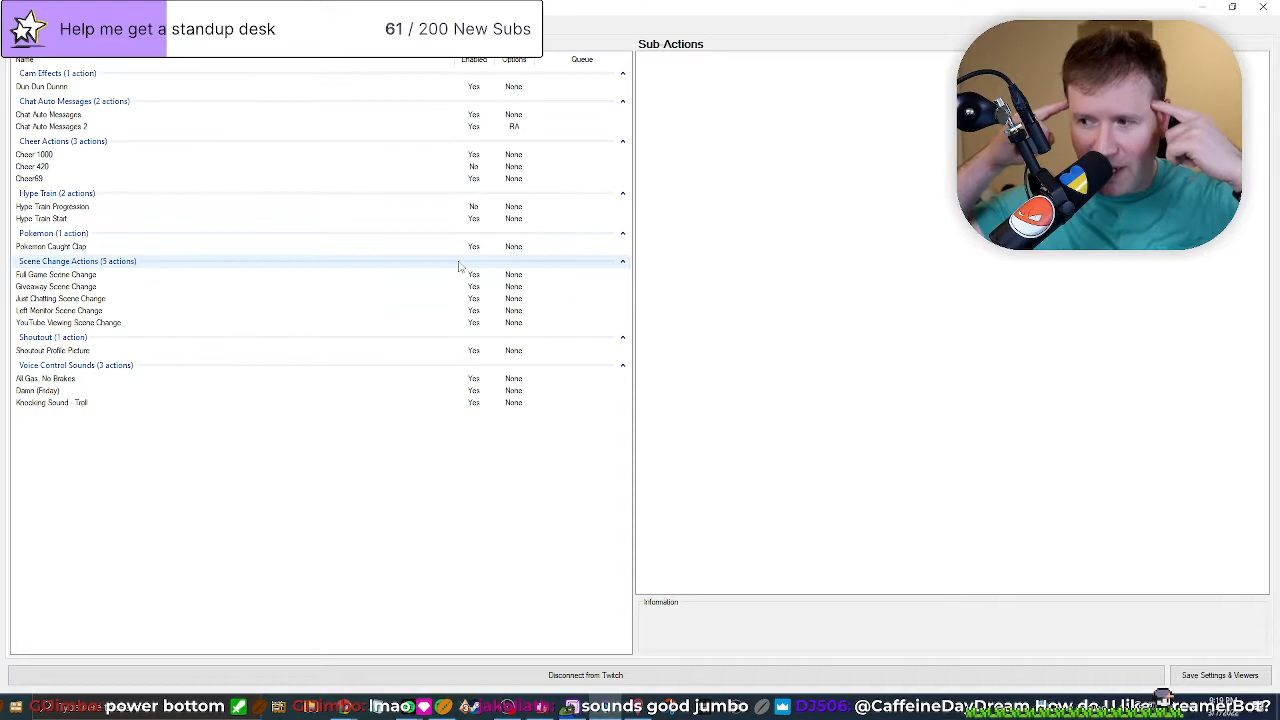 Help me get a standup desk 61 / 200 New Subs
Sub-Actions
Name Enabled Options Queue
Cam Effects (1 action)
Dun Dun Dunnn Yes None
Chat Auto Messages (2 actions)
Chat Auto Messages Yes None
Chat Auto Messages 2 Yes RA
Cheer Actions (3 actions)
Cheer 1000 Yes None
Cheer 420 No None
Cheer69 Yes None
Hype Train (2 actions)
Hype Train Progression No None
Hype Train Start Yes None
Pokemon (1 action)
Pokemon Caught Clap Yes None
Scene Change Actions (5 actions)
Full Game Scene Change Yes None
Giveaway Scene Change Yes None
Just Chatting Scene Change Yes None
Left Monitor Scene Change Yes None
YouTube Viewing Scene Change Yes None
Shoutout (1 action)
Shoutout Profile Picture Yes None
Voice Control Sounds (3 actions)
All Gas, No Brakes Yes None
Damn (Friday) Yes None
Knocking Sound - Troll Yes None
Information
Disconnect from Twitch Save Settings & Viewers
power bottom lmao sounds good jumbo DJ506: @CaffeineDayDream How do I like